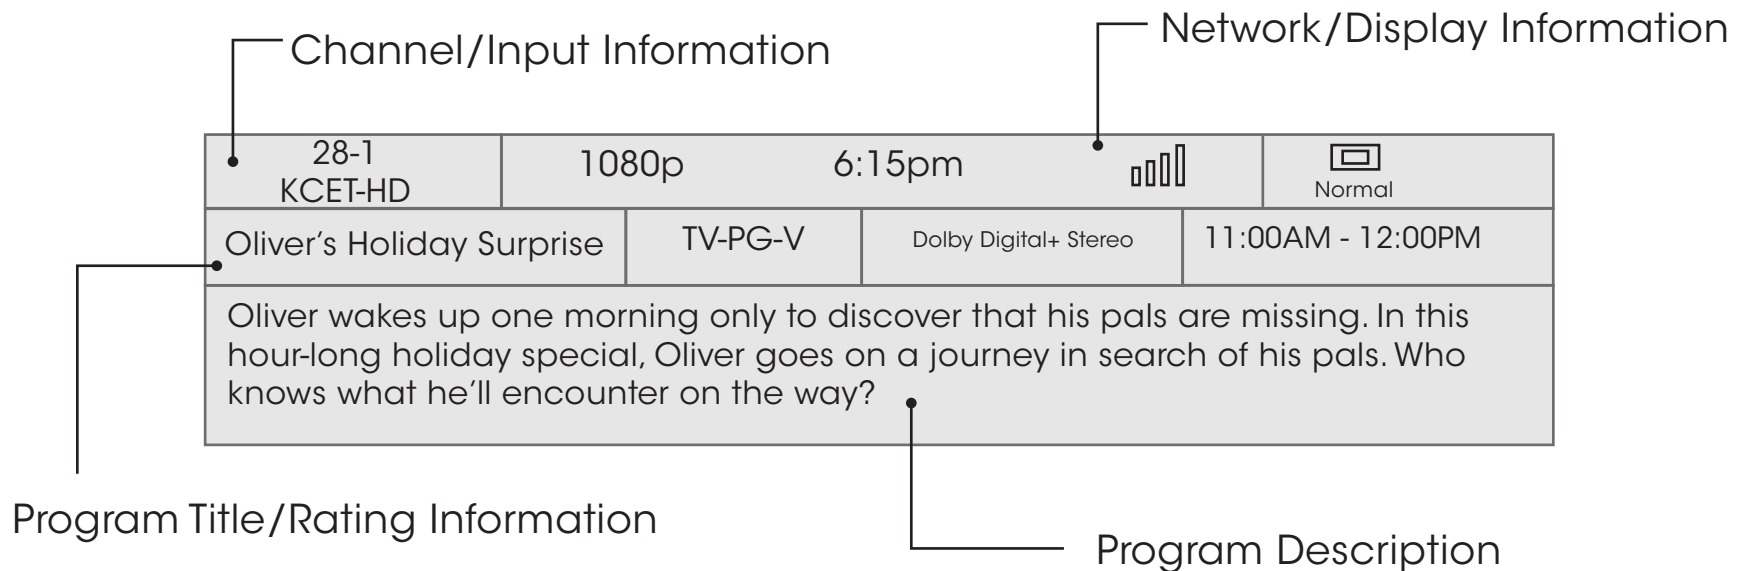 Channel/Input Information
Network/Display Information
28-1
KCET-HD
1080p
6:15pm
Normal
Oliver’s Holiday Surprise
TV-PG-V
Dolby Digital+ Stereo
11:00AM - 12:00PM
Oliver wakes up one morning only to discover that his pals are missing. In this
hour-long holiday special, Oliver goes on a journey in search of his pals. Who
knows what he’ll encounter on the way?
Program Title/Rating Information
Program Description